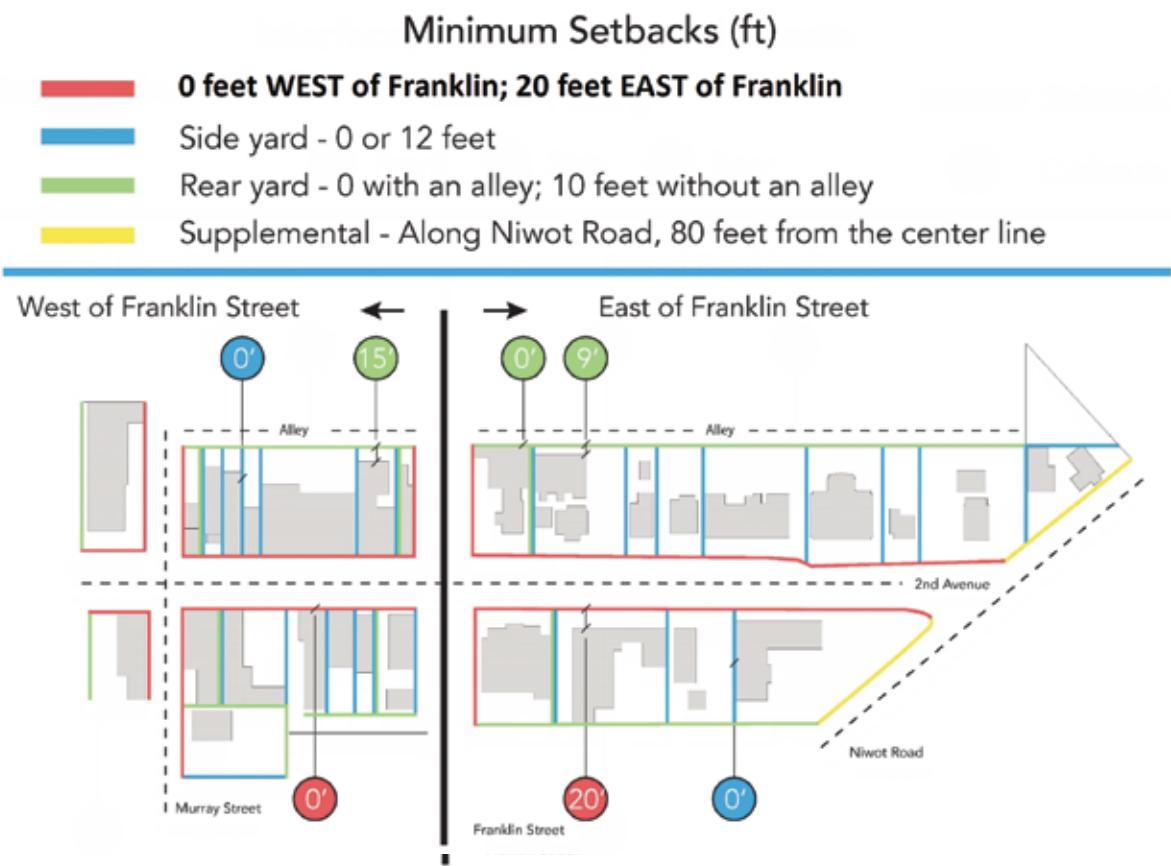 Minimum Setbacks (ft)
0 feet WEST of Franklin; 20 feet EAST of Franklin
Side yard - 0 or 12 feet
Rear yard - 0 with an alley; 10 feet without an alley
Supplemental - Along Niwot Road, 80 feet from the center line
West of Franklin Street
East of Franklin Street
0'
15'
0'
9'
Alley
Alley
2nd Avenue
Niwot Road
Murray Street
0'
20'
0'
Franklin Street